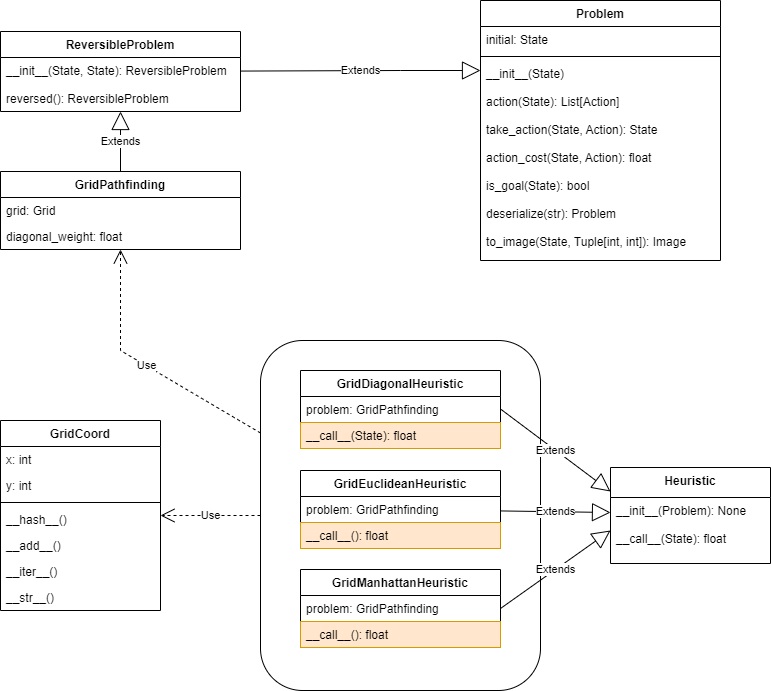 ReversibleProblem
__init__(State, State): ReversibleProblem
reversed(): ReversibleProblem
Extends
Problem
initial: State
__init__(State)
action(State): List[Action]
take_action(State, Action): State
action_cost(State, Action): float
is_goal(State): bool
deserialize(str): Problem
to_image(State, Tuple[int, int]): Image
Extends
GridPathfinding
grid: Grid
diagonal_weight: float
Use
GridDiagonalHeuristic
problem: GridPathfinding
__call__(State): float
Extends
GridCoord
x: int
y: int
__hash__()
__add__()
__iter__()
__str__()
Use
GridEuclideanHeuristic
problem: GridPathfinding
__call__(): float
Extends
Heuristic
__init__(Problem): None
__call__(State): float
GridManhattanHeuristic
problem: GridPathfinding
__call__(): float
Extends